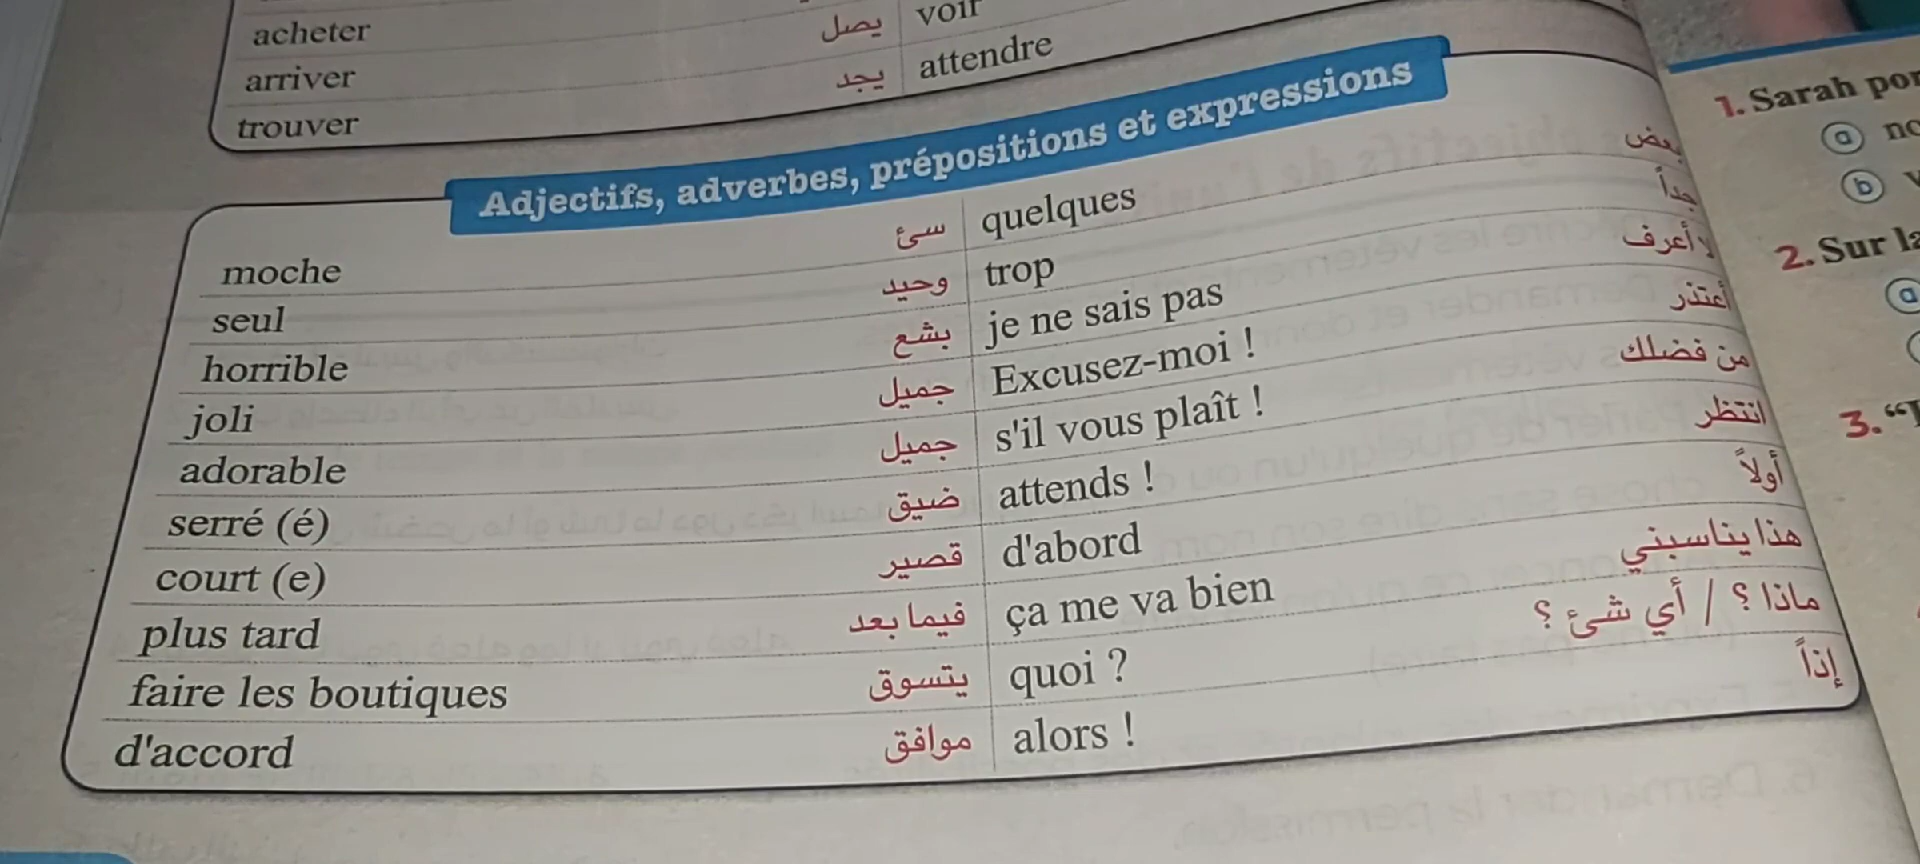 acheter
arriver يصل voir
trouver يجد attendre
Adjectifs, adverbes, prépositions et expressions
moche سئ quelques بعض
seul وحيد trop جداً
horrible بشع je ne sais pas لا أعرف
joli جميل Excusez-moi ! أعتذر
adorable جميل s'il vous plaît ! من فضلك
serré (é) ضيق attends ! انتظر
court (e) قصير d'abord أولاً
plus tard فيما بعد ça me va bien هذا يناسبني
faire les boutiques يتسوق quoi ? ماذا ؟ / أي شئ ؟
d'accord موافق alors ! إذاً
1. Sarah
a
b
2. Sur
a
3.